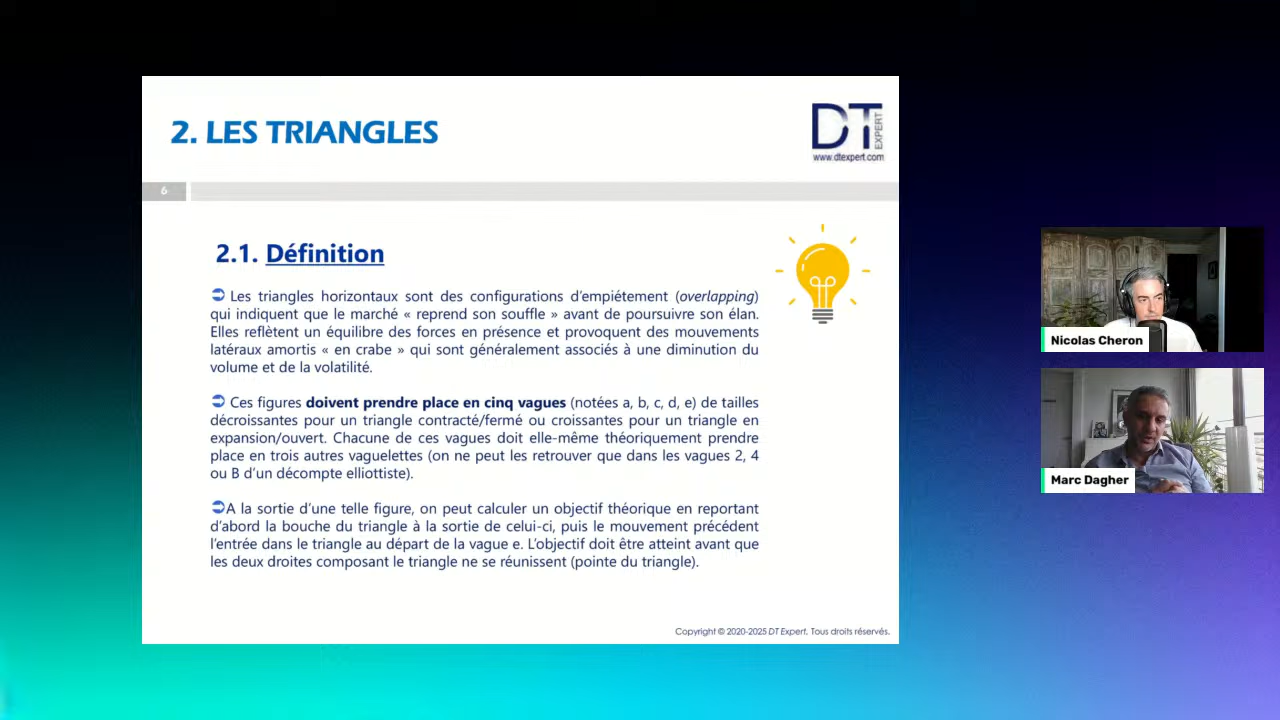 2. LES TRIANGLES
DT
EXPERT
www.dtexpert.com
6
2.1. Définition
Les triangles horizontaux sont des configurations d'empiétement (overlapping)
qui indiquent que le marché « reprend son souffle » avant de poursuivre son élan.
Elles reflètent un équilibre des forces en présence et provoquent des mouvements
latéraux amortis « en crabe » qui sont généralement associés à une diminution du
volume et de la volatilité.
Ces figures doivent prendre place en cinq vagues (notées a, b, c, d, e) de tailles
décroissantes pour un triangle contracté/fermé ou croissantes pour un triangle en
expansion/ouvert. Chacune de ces vagues doit elle-même théoriquement prendre
place en trois autres vaguelettes (on ne peut les retrouver que dans les vagues 2, 4
ou B d'un décompte elliottiste).
A la sortie d'une telle figure, on peut calculer un objectif théorique en reportant
d'abord la bouche du triangle à la sortie de celui-ci, puis le mouvement précédent
l'entrée dans le triangle au départ de la vague e. L'objectif doit être atteint avant que
les deux droites composant le triangle ne se réunissent (pointe du triangle).
Copyright © 2020-2025 DT Expert. Tous droits réservés.
Nicolas Cheron
Marc Dagher